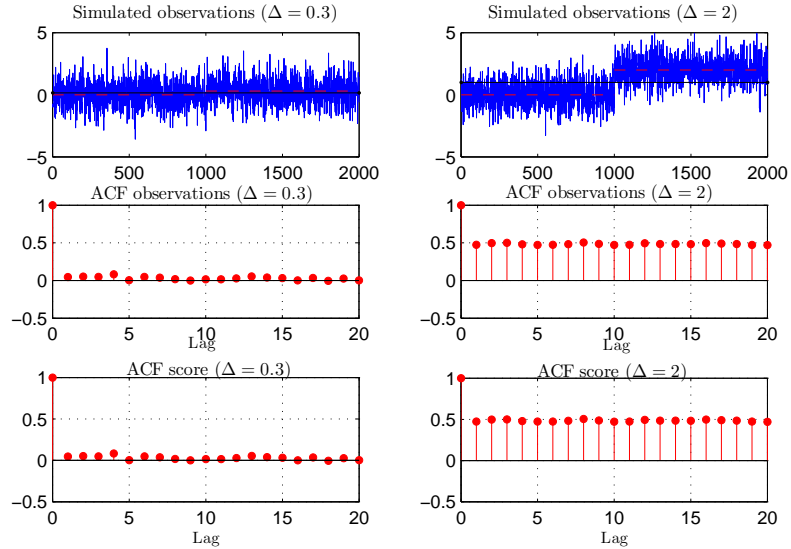 Simulated observations (Δ = 0.3)
5
0
−5
0 500 1000 1500 2000
Simulated observations (Δ = 2)
5
0
−5
0 500 1000 1500 2000
ACF observations (Δ = 0.3)
1
0.5
0
−0.5
0 5 10 15 20
Lag
ACF observations (Δ = 2)
1
0.5
0
−0.5
0 5 10 15 20
Lag
ACF score (Δ = 0.3)
1
0.5
0
−0.5
0 5 10 15 20
Lag
ACF score (Δ = 2)
1
0.5
0
−0.5
0 5 10 15 20
Lag